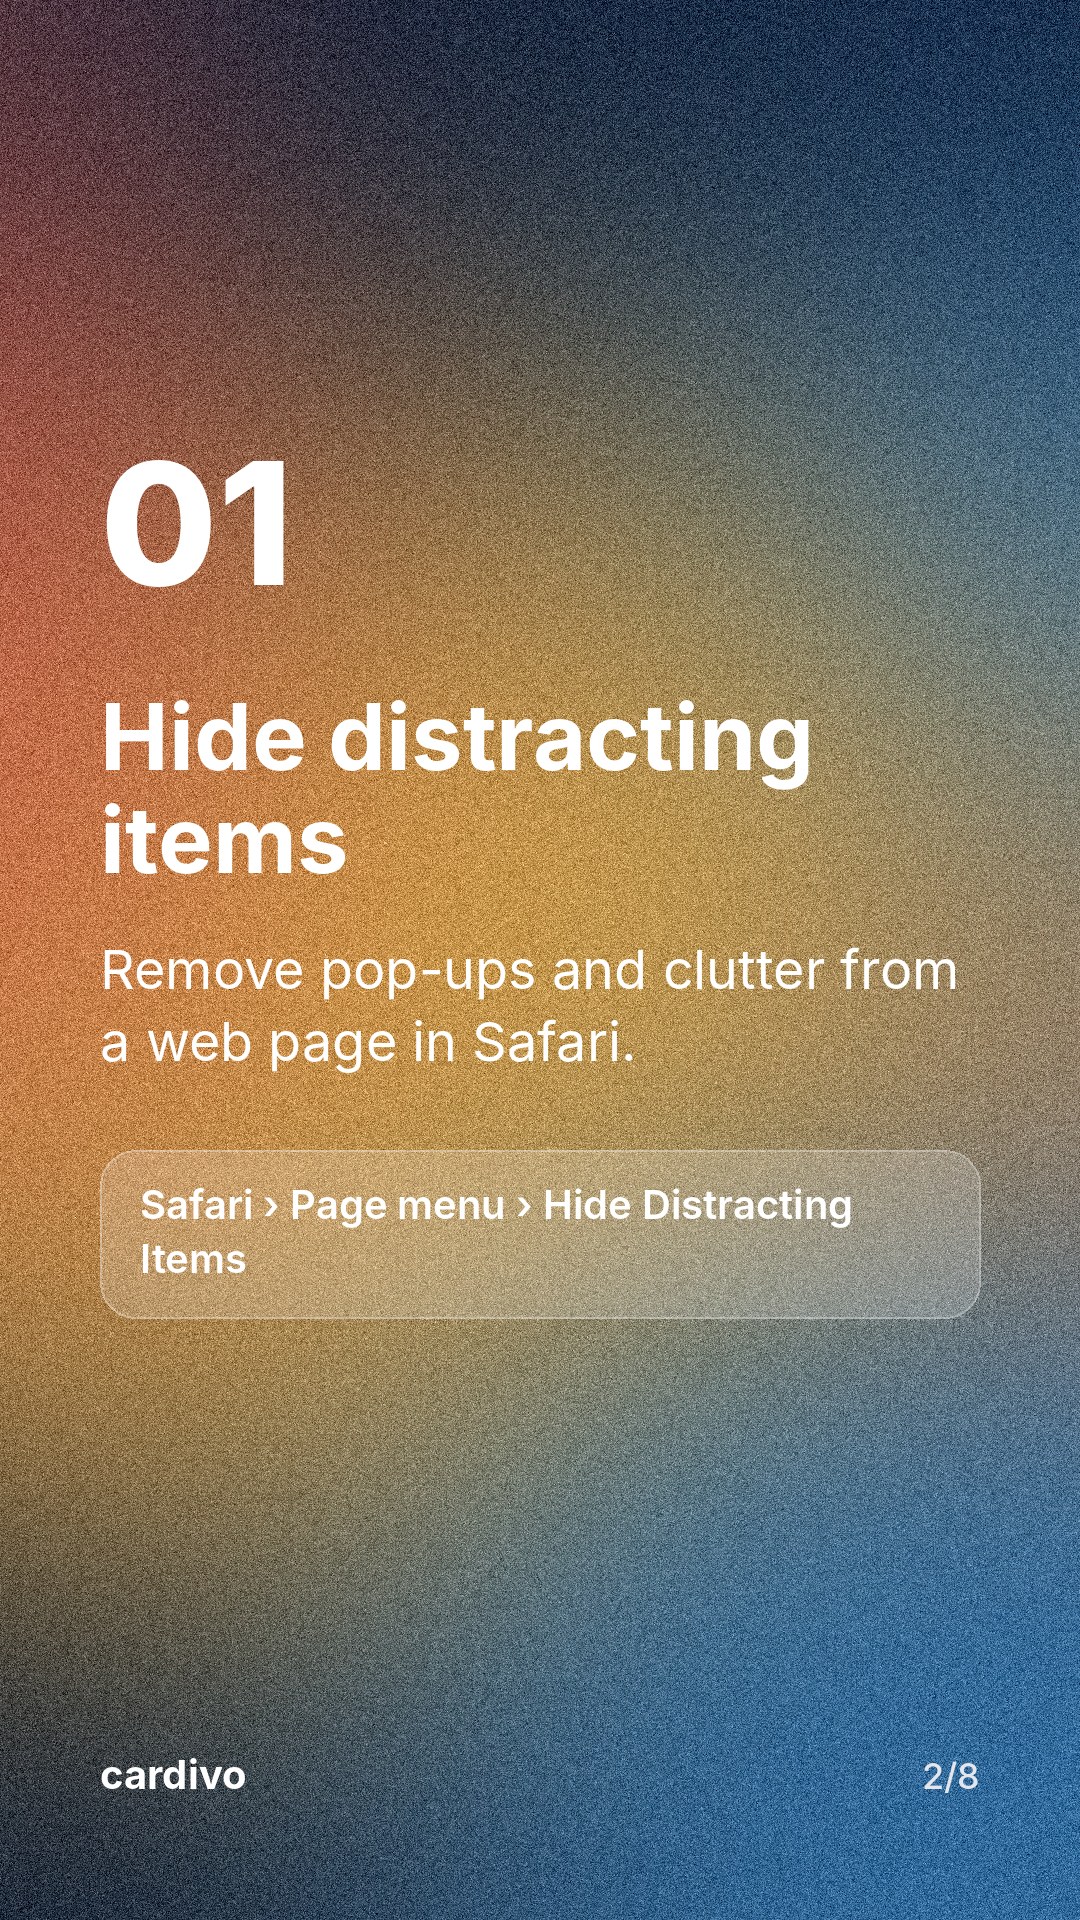 01
Hide distracting
items
Remove pop-ups and clutter from
a web page in Safari.
Safari › Page menu › Hide Distracting
Items
cardivo
2/8